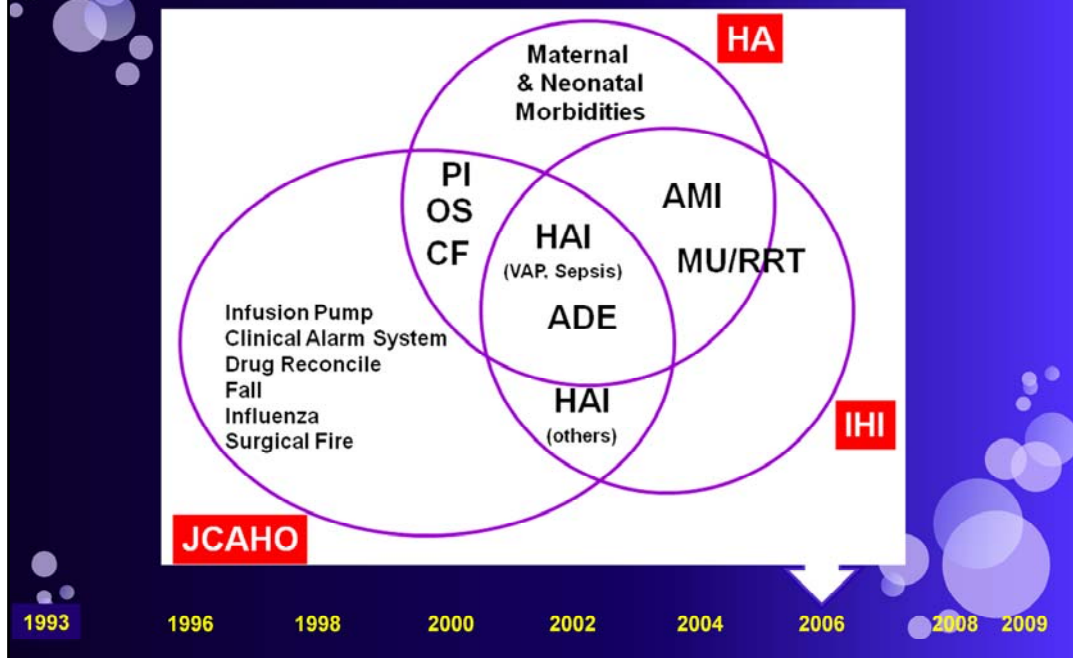 HA
Maternal
& Neonatal
Morbidities
PI
OS
CF
AMI
HAI
(VAP, Sepsis)
MU/RRT
ADE
Infusion Pump
Clinical Alarm System
Drug Reconcile
Fall
Influenza
Surgical Fire
HAI
(others)
IHI
JCAHO
1993 1996 1998 2000 2002 2004 2006 2008 2009